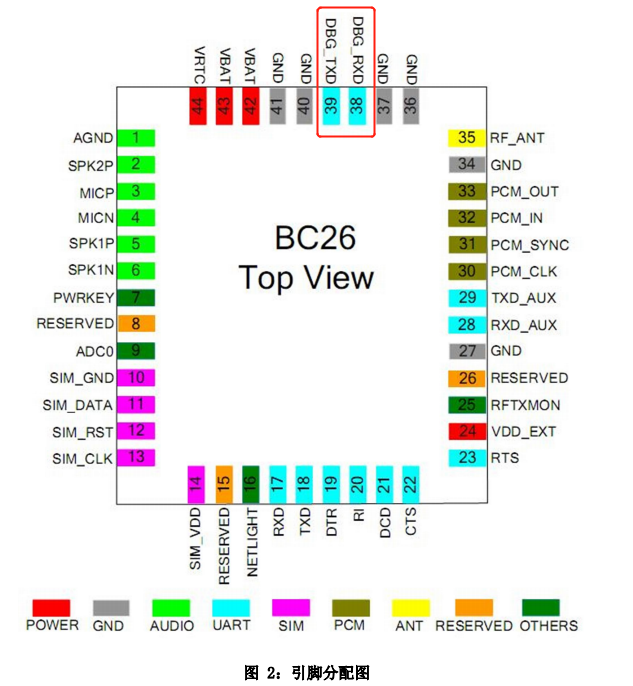 VRTC
VBAT
VBAT
GND
GND
DBG_TXD
DBG_RXD
GND
GND
44
43
42
41
40
39
38
37
36
AGND 1
SPK2P 2
MICP 3
MICN 4
SPK1P 5
SPK1N 6
PWRKEY 7
RESERVED 8
ADC0 9
SIM_GND 10
SIM_DATA 11
SIM_RST 12
SIM_CLK 13
BC26
Top View
35 RF_ANT
34 GND
33 PCM_OUT
32 PCM_IN
31 PCM_SYNC
30 PCM_CLK
29 TXD_AUX
28 RXD_AUX
27 GND
26 RESERVED
25 RFTXMON
24 VDD_EXT
23 RTS
14
15
16
17
18
19
20
21
22
SIM_VDD
RESERVED
NETLIGHT
RXD
TXD
DTR
RI
DCD
CTS
POWER GND AUDIO UART SIM PCM ANT RESERVED OTHERS
图 2：引脚分配图